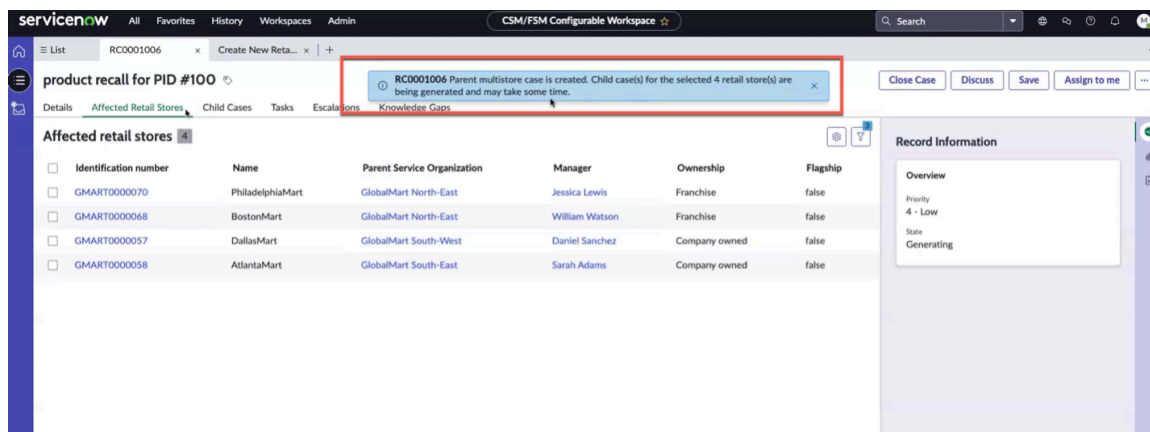 servicenow All Favorites History Workspaces Admin CSM/FSM Configurable Workspace Search
List RC0001006 × Create New Reta... × +
product recall for PID #100
RC0001006 Parent multistore case is created. Child case(s) for the selected 4 retail store(s) are
being generated and may take some time.
Close Case Discuss Save Assign to me ...
Details Affected Retail Stores Child Cases Tasks Escalations Knowledge Gaps
Affected retail stores 4
Record Information
Identification number Name Parent Service Organization Manager Ownership Flagship
GMART0000070 PhiladelphiaMart GlobalMart North-East Jessica Lewis Franchise false
GMART0000068 BostonMart GlobalMart North-East William Watson Franchise false
GMART0000057 DallasMart GlobalMart South-West Daniel Sanchez Company owned false
GMART0000058 AtlantaMart GlobalMart South-East Sarah Adams Company owned false
Overview
Priority
4 - Low
State
Generating